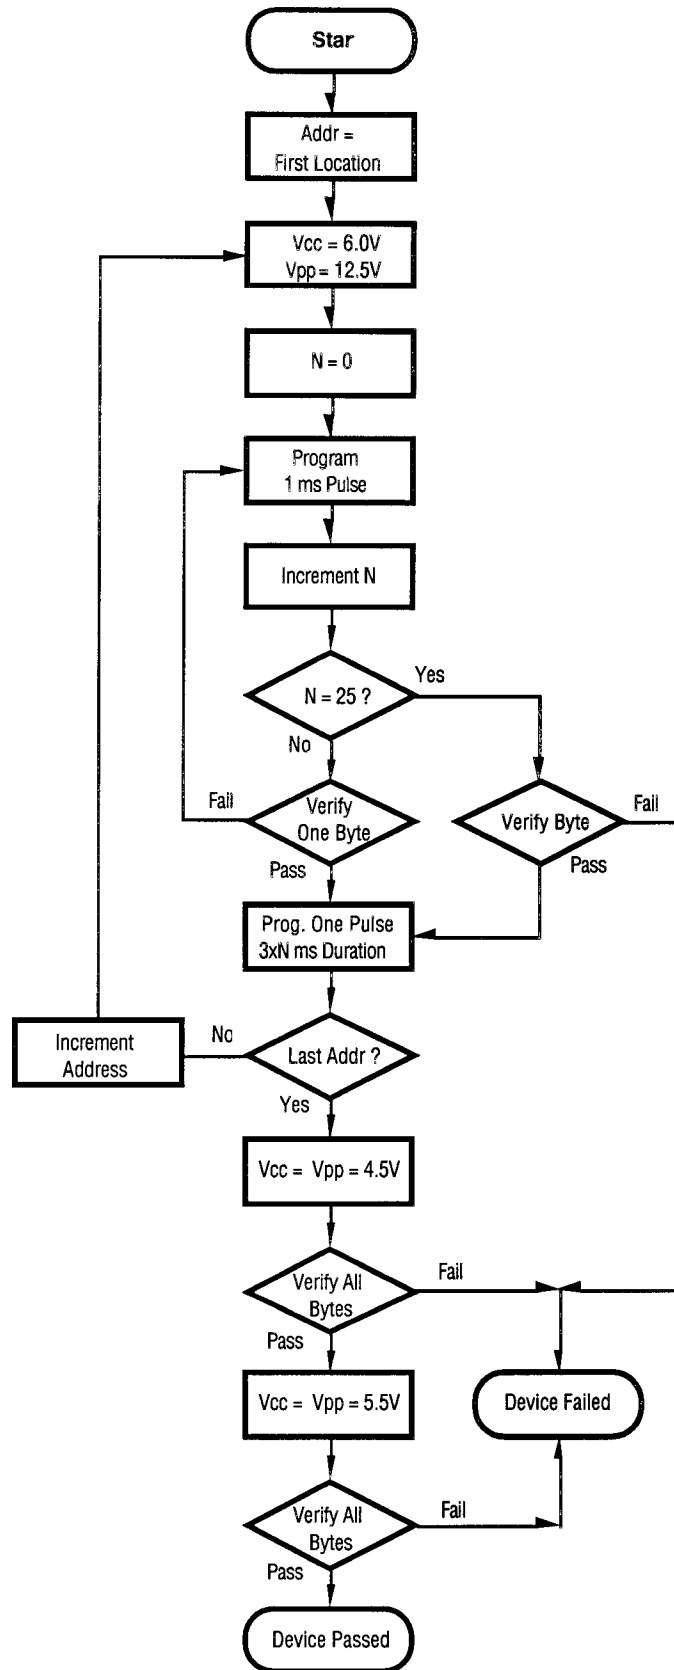 Star
Addr =
First Location
Vcc = 6.0V
Vpp = 12.5V
N = 0
Program
1 ms Pulse
Increment N
N = 25 ?
Yes
No
Fail
Verify
One Byte
Verify Byte
Fail
Pass
Pass
Prog. One Pulse
3xN ms Duration
Increment
Address
No
Last Addr ?
Yes
Vcc = Vpp = 4.5V
Verify All
Bytes
Fail
Pass
Vcc = Vpp = 5.5V
Device Failed
Verify All
Bytes
Fail
Pass
Device Passed